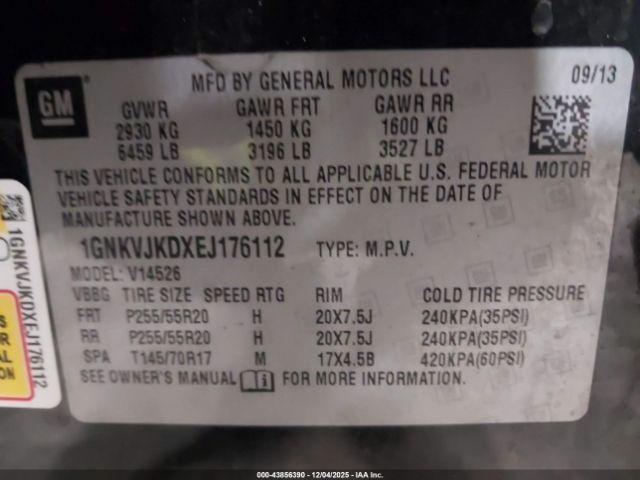 GM
MFD BY GENERAL MOTORS LLC 09/13
GVWR GAWR FRT GAWR RR
2930 KG 1450 KG 1600 KG
6459 LB 3196 LB 3527 LB
THIS VEHICLE CONFORMS TO ALL APPLICABLE U.S. FEDERAL MOTOR
VEHICLE SAFETY STANDARDS IN EFFECT ON THE DATE OF
MANUFACTURE SHOWN ABOVE.
1GNKVJKDXEJ176112 TYPE: M.P.V.
MODEL: V14526
VBBG TIRE SIZE SPEED RTG RIM COLD TIRE PRESSURE
FRT P255/55R20 H 20X7.5J 240KPA(35PSI)
RR P255/55R20 H 20X7.5J 240KPA(35PSI)
SPA T145/70R17 M 17X4.5B 420KPA(60PSI)
SEE OWNER'S MANUAL FOR MORE INFORMATION.
1GNKVJKDXEJ176112
000-43856390 - 12/04/2025 - IAA Inc.